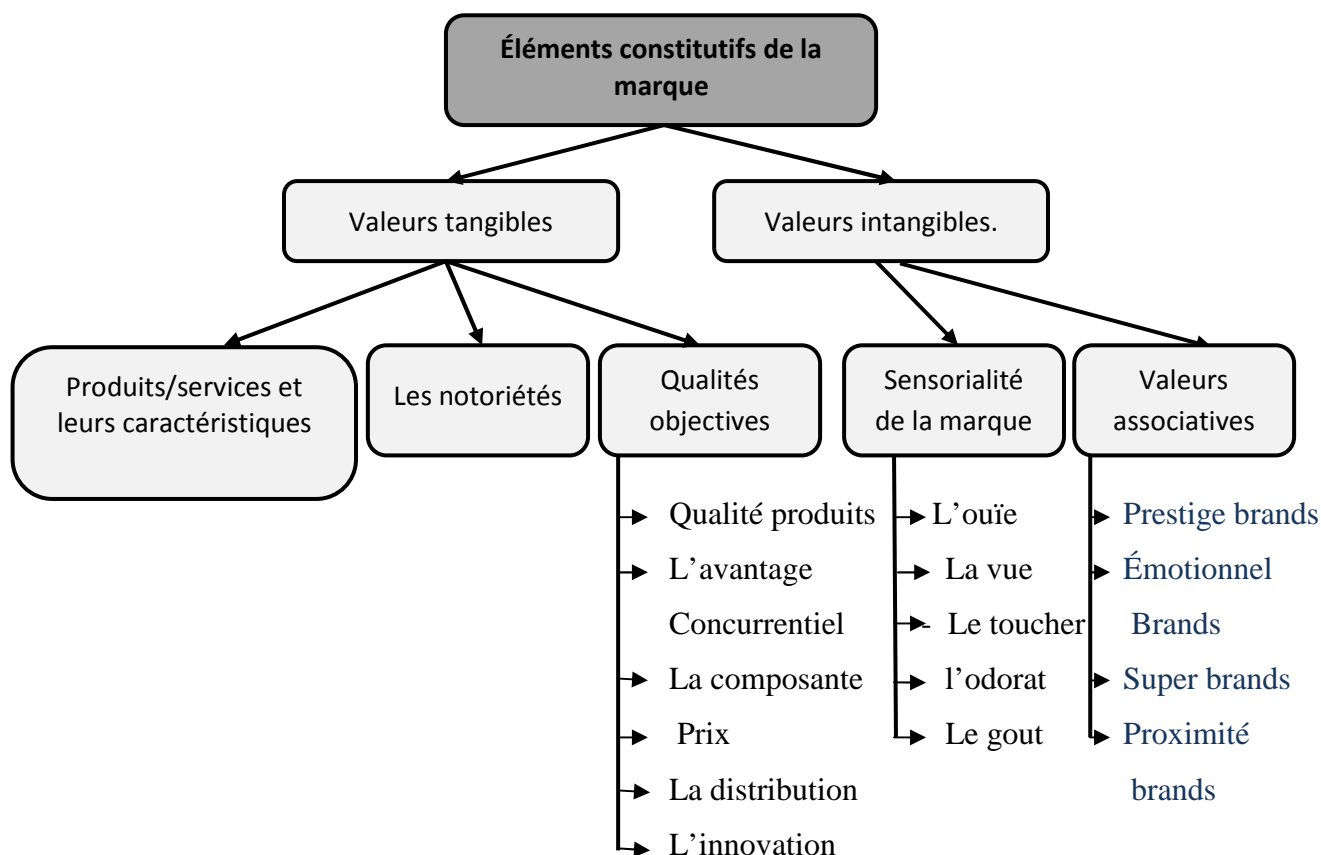 Éléments constitutifs de la
marque
Valeurs tangibles
Valeurs intangibles.
Produits/services et
leurs caractéristiques
Les notoriétés
Qualités
objectives
Sensorialité
de la marque
Valeurs
associatives
Qualité produits
L’avantage
Concurrentiel
La composante
Prix
La distribution
L’innovation
L’ouïe
La vue
- Le toucher
l’odorat
Le gout
Prestige brands
Émotionnel
Brands
Super brands
Proximité
brands